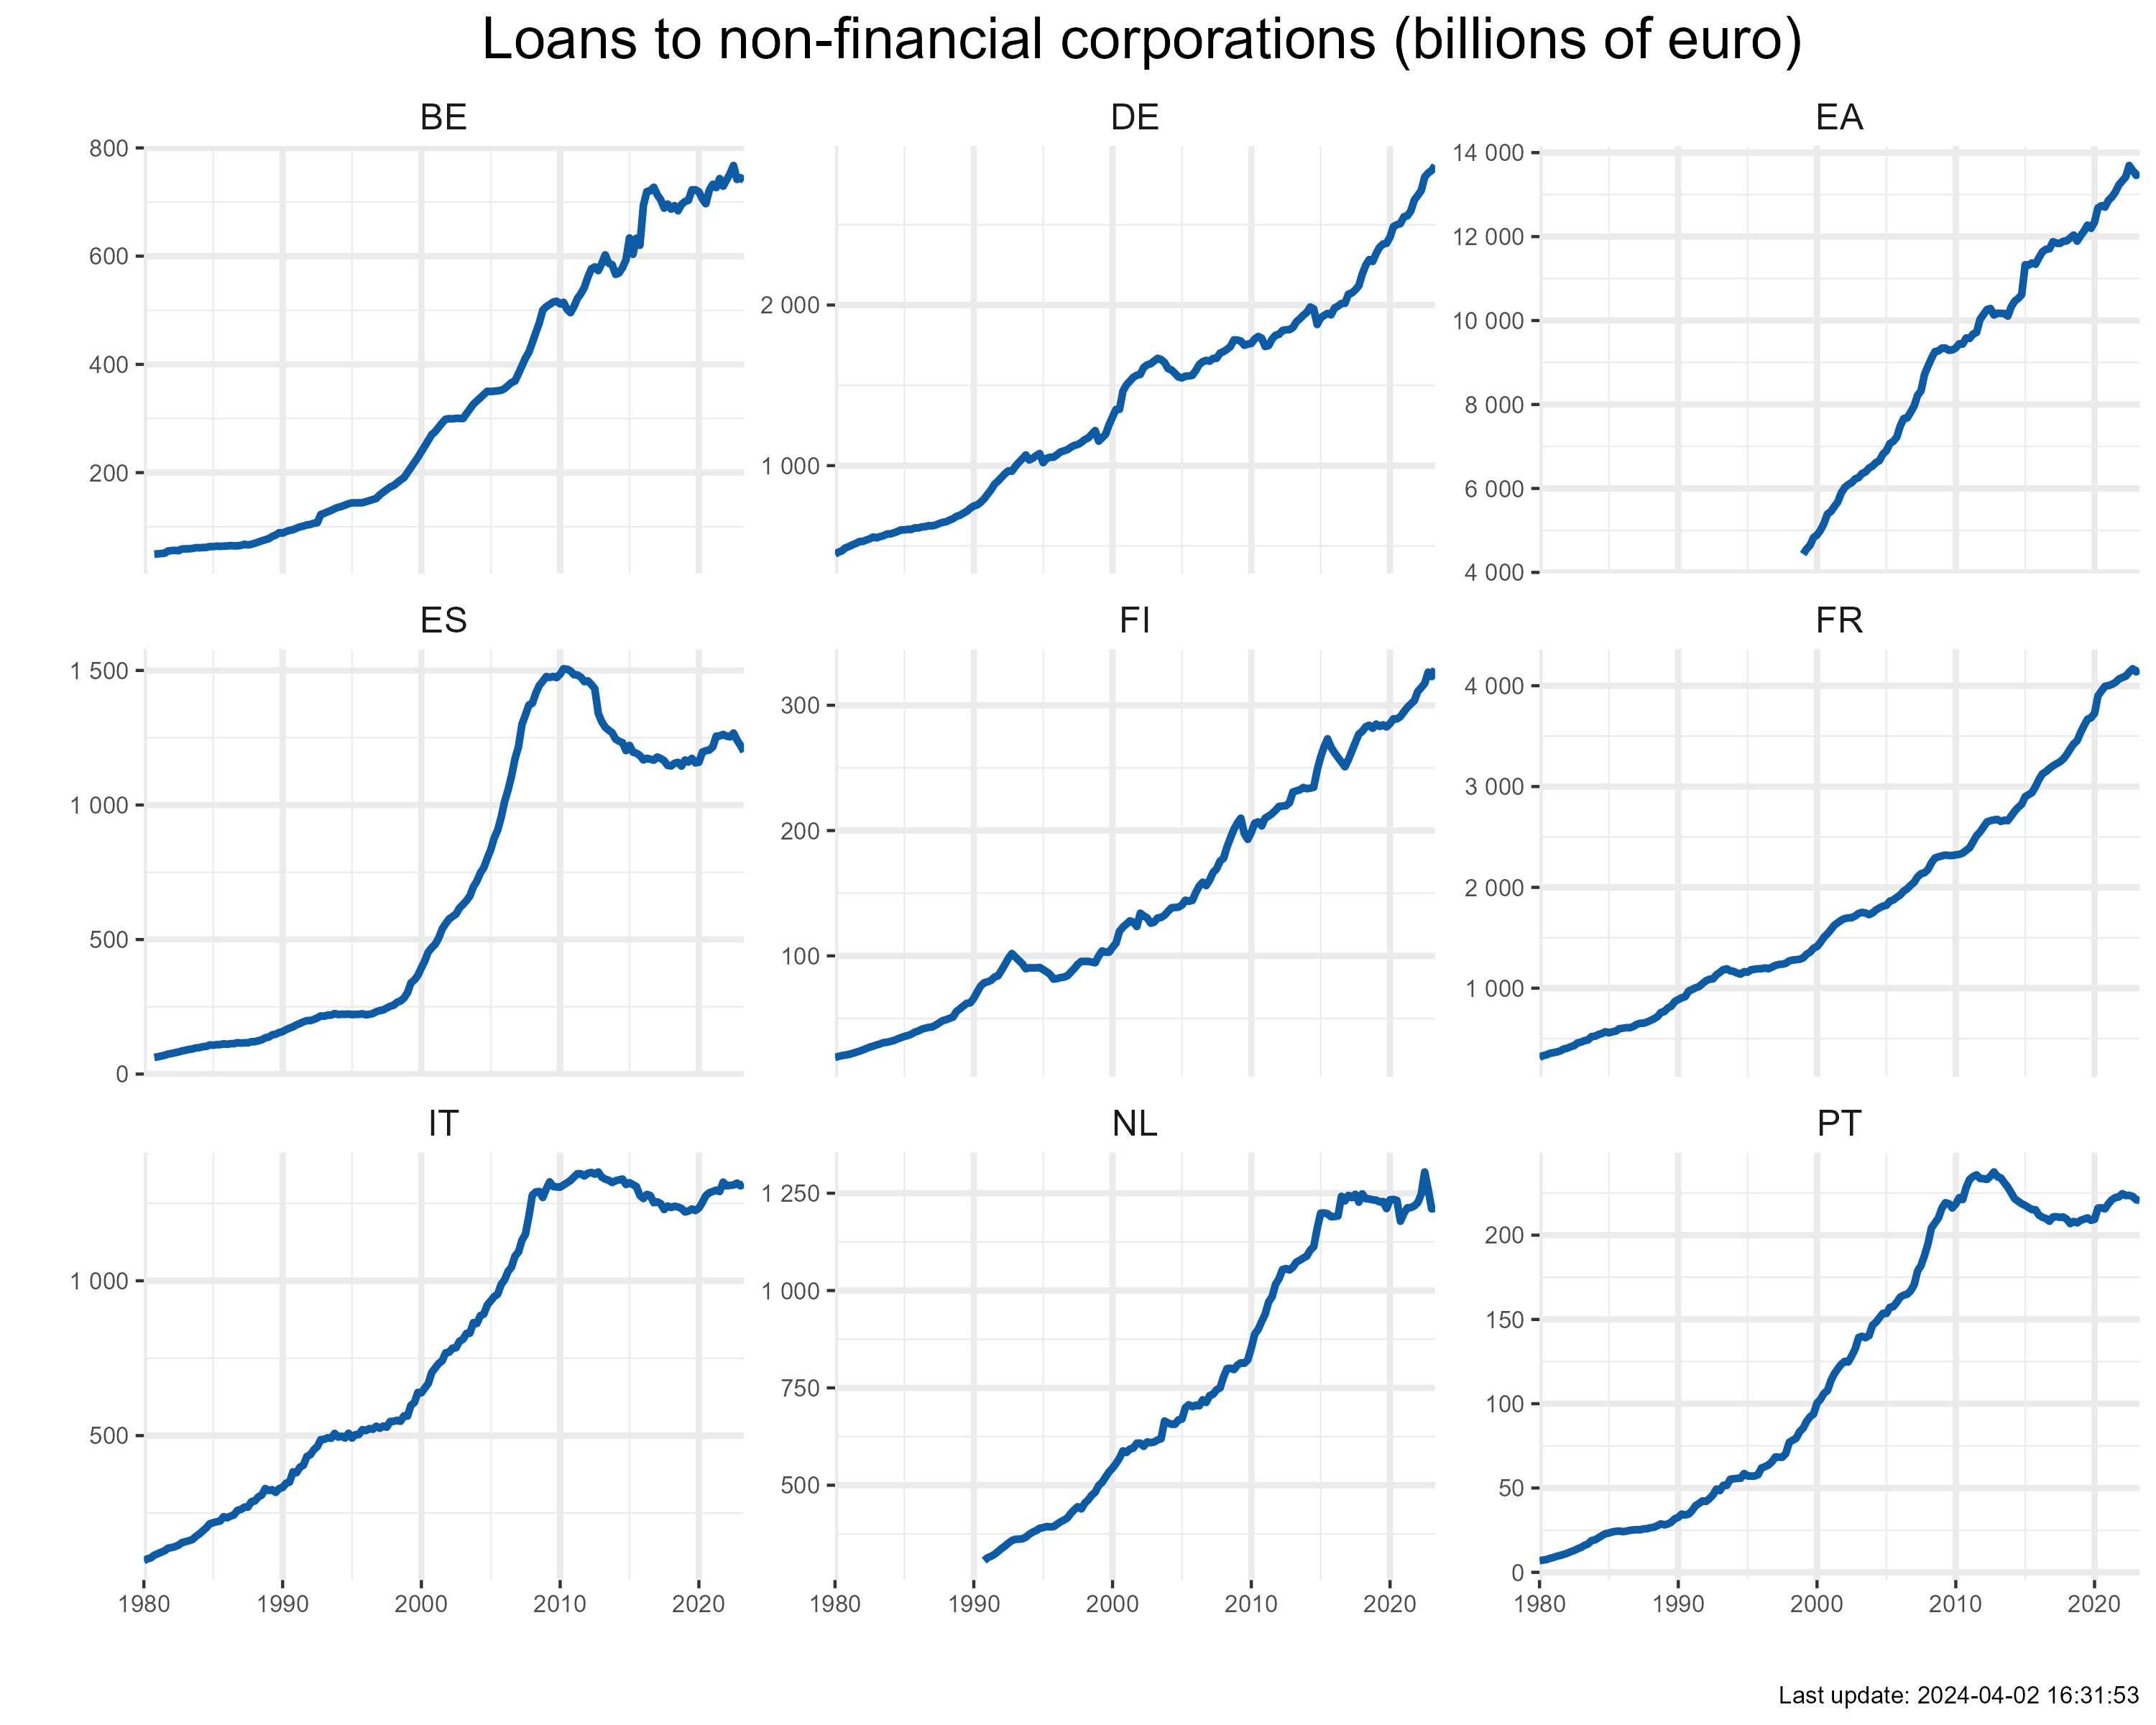 Loans to non-financial corporations (billions of euro)
BE
DE
EA
800
600
400
200
2 000
1 000
14 000
12 000
10 000
8 000
6 000
4 000
ES
FI
FR
1 500
1 000
500
0
300
200
100
4 000
3 000
2 000
1 000
IT
NL
PT
1 000
500
1 250
1 000
750
500
200
150
100
50
0
1980 1990 2000 2010 2020
1980 1990 2000 2010 2020
1980 1990 2000 2010 2020
Last update: 2024-04-02 16:31:53